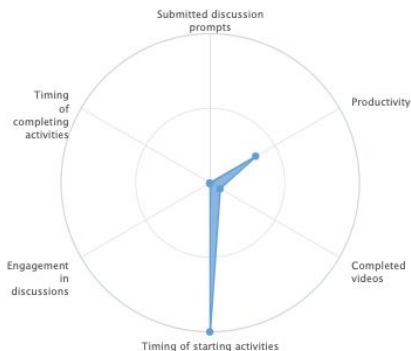 Submitted discussion
prompts
Timing
of
completing
activities
Productivity
Engagement
in
discussions
Completed
videos
Timing of starting activities